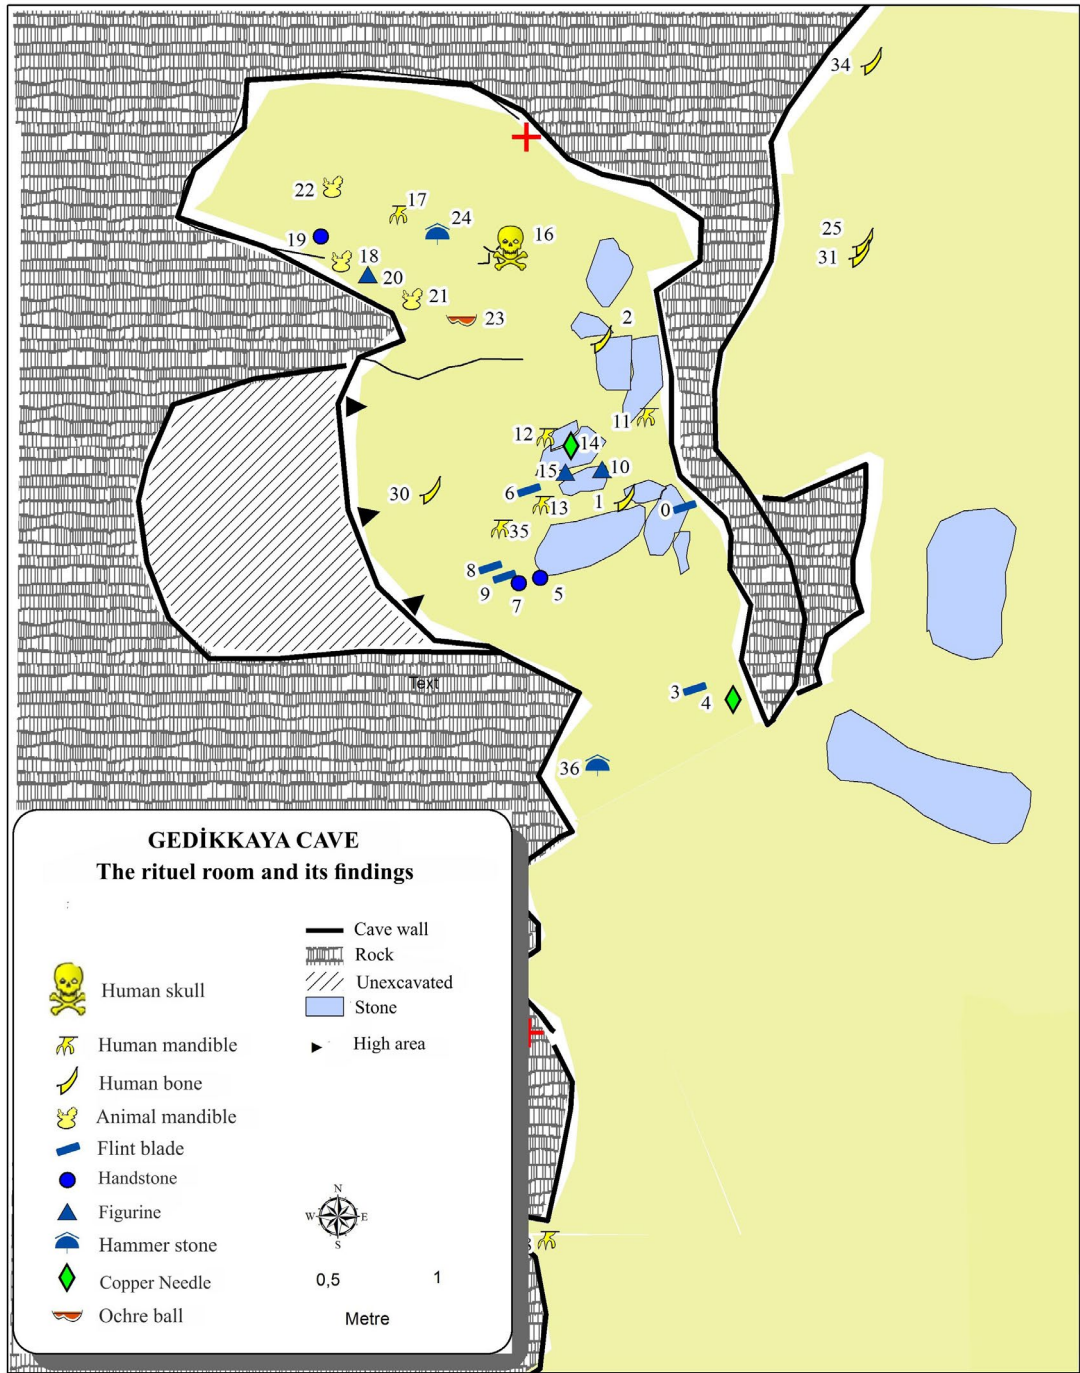 34
22
17
24
16
25
19
18
31
20
21
23
2
11
12
14
15
10
30
6
13
1
0
35
8
9
7
5
Text
3
4
36
GEDİKKAYA CAVE
The rituel room and its findings
:
Cave wall
Rock
Unexcavated
Stone
High area
Human skull
Human mandible
Human bone
Animal mandible
Flint blade
Handstone
Figurine
Hammer stone
Copper Needle
Ochre ball
N
W
E
S
0,5
1
Metre